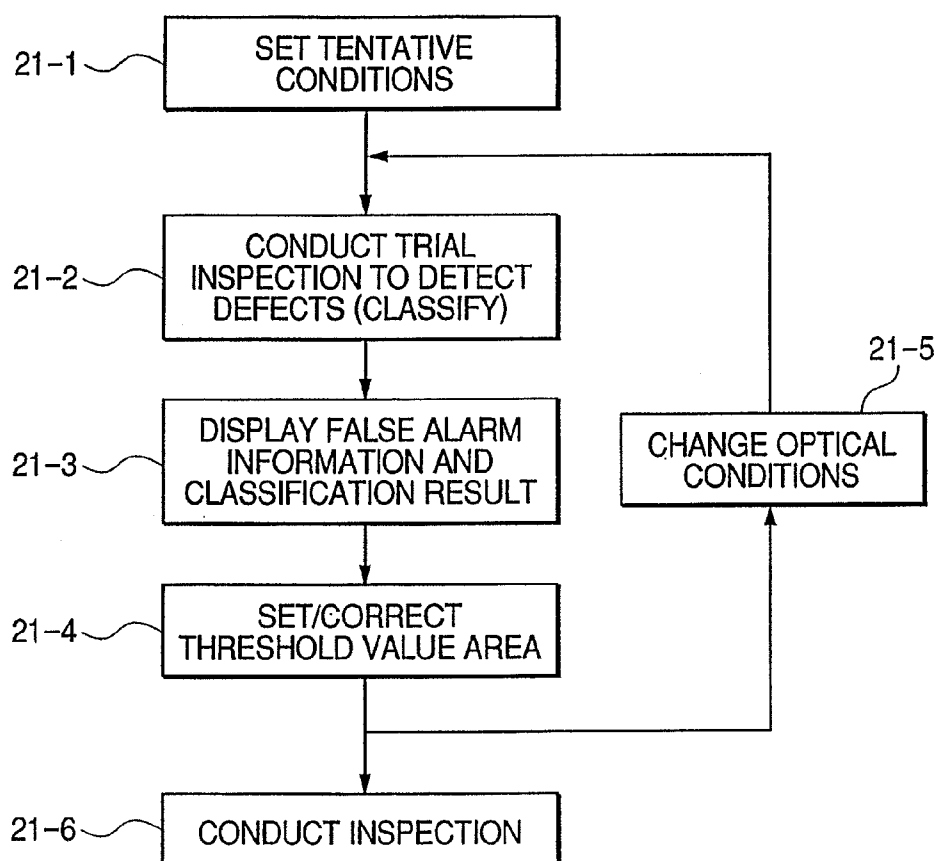 21-1
SET TENTATIVE
CONDITIONS
21-2
CONDUCT TRIAL
INSPECTION TO DETECT
DEFECTS (CLASSIFY)
21-3
DISPLAY FALSE ALARM
INFORMATION AND
CLASSIFICATION RESULT
21-5
CHANGE OPTICAL
CONDITIONS
21-4
SET/CORRECT
THRESHOLD VALUE AREA
21-6
CONDUCT INSPECTION